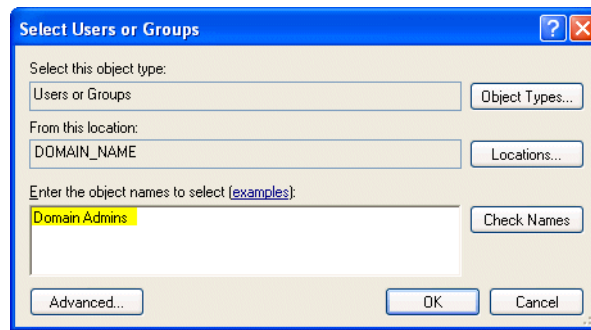 Select Users or Groups
Select this object type:
Users or Groups
Object Types...
From this location:
DOMAIN_NAME
Locations...
Enter the object names to select (examples):
Domain Admins
Check Names
Advanced...
OK
Cancel